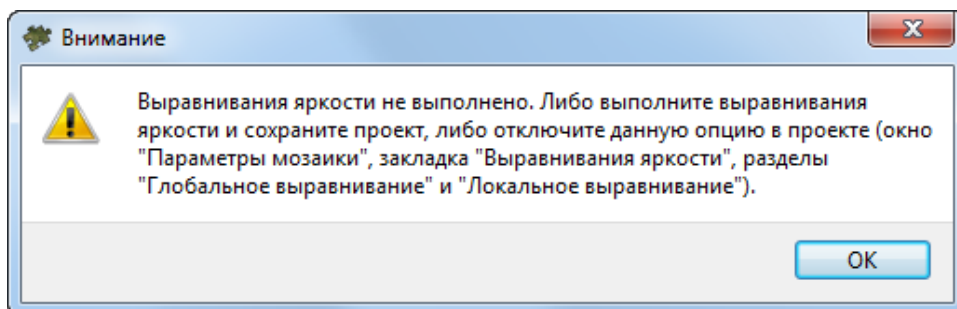 Внимание
Выравнивания яркости не выполнено. Либо выполните выравнивания
яркости и сохраните проект, либо отключите данную опцию в проекте (окно
"Параметры мозаики", закладка "Выравнивания яркости", разделы
"Глобальное выравнивание" и "Локальное выравнивание").
OK